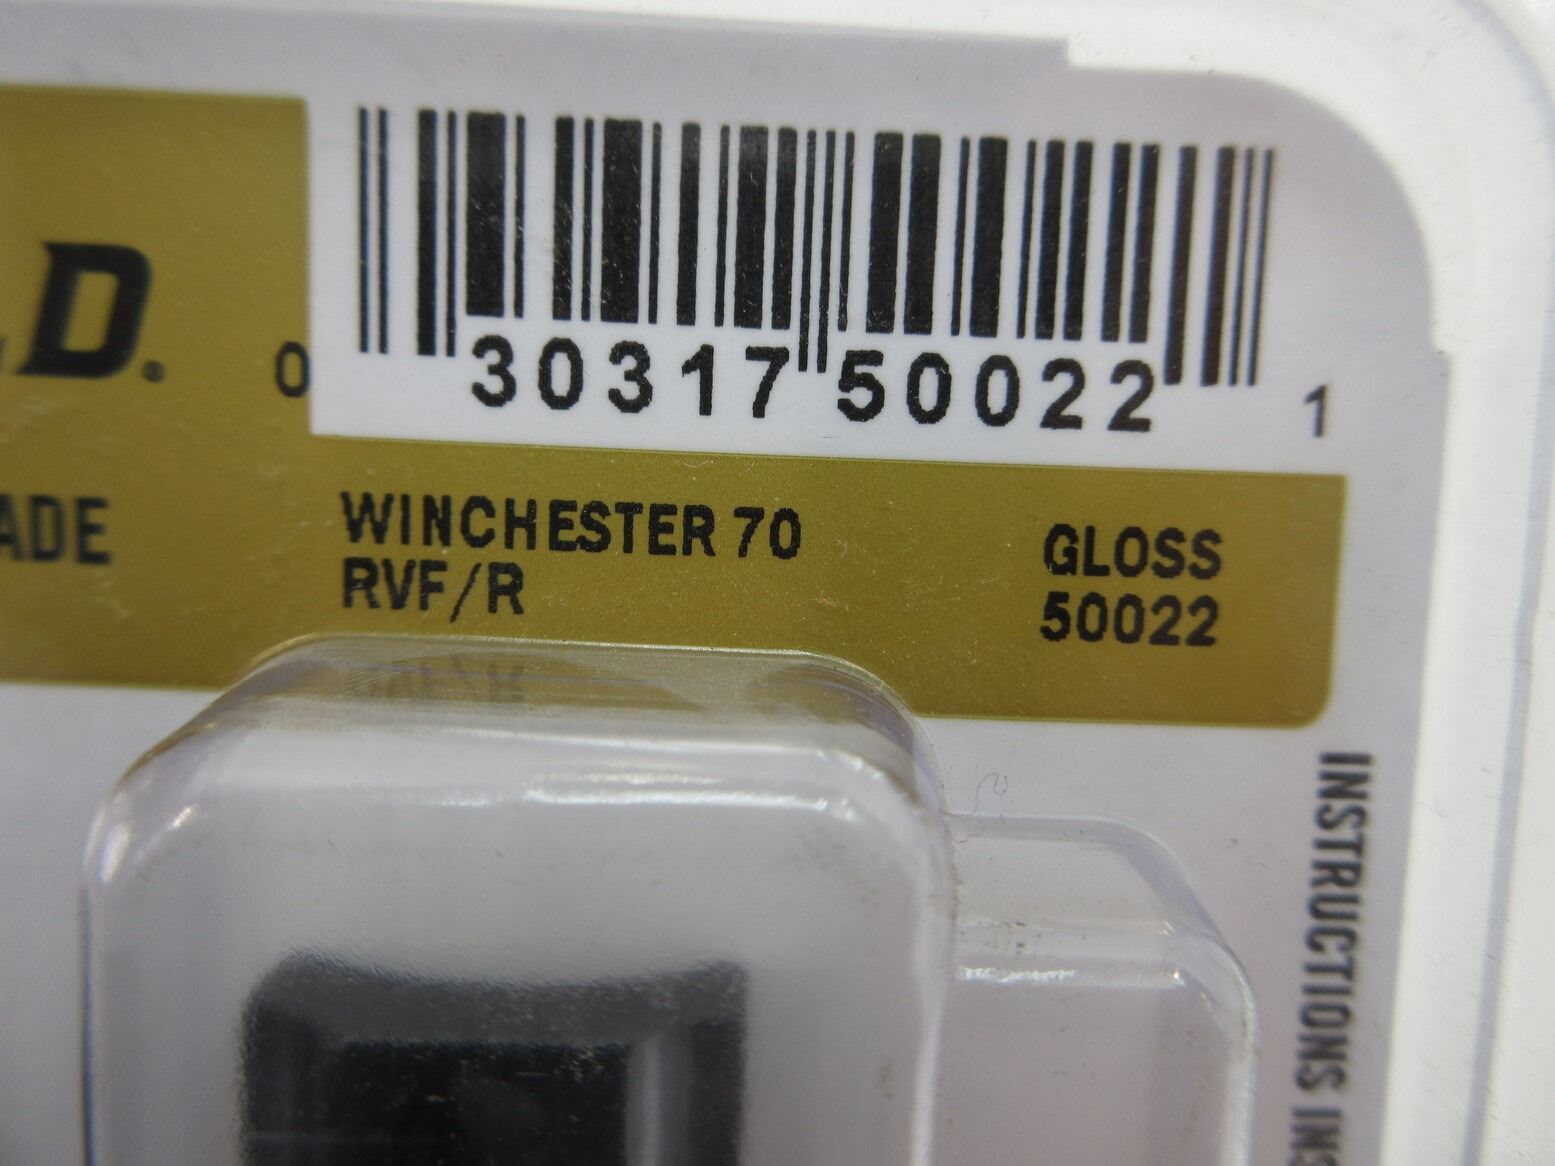 .D.®
0 30317 50022 1
ADE
WINCHESTER 70
RVF/R
GLOSS
50022
INSTRUCTIONS INS